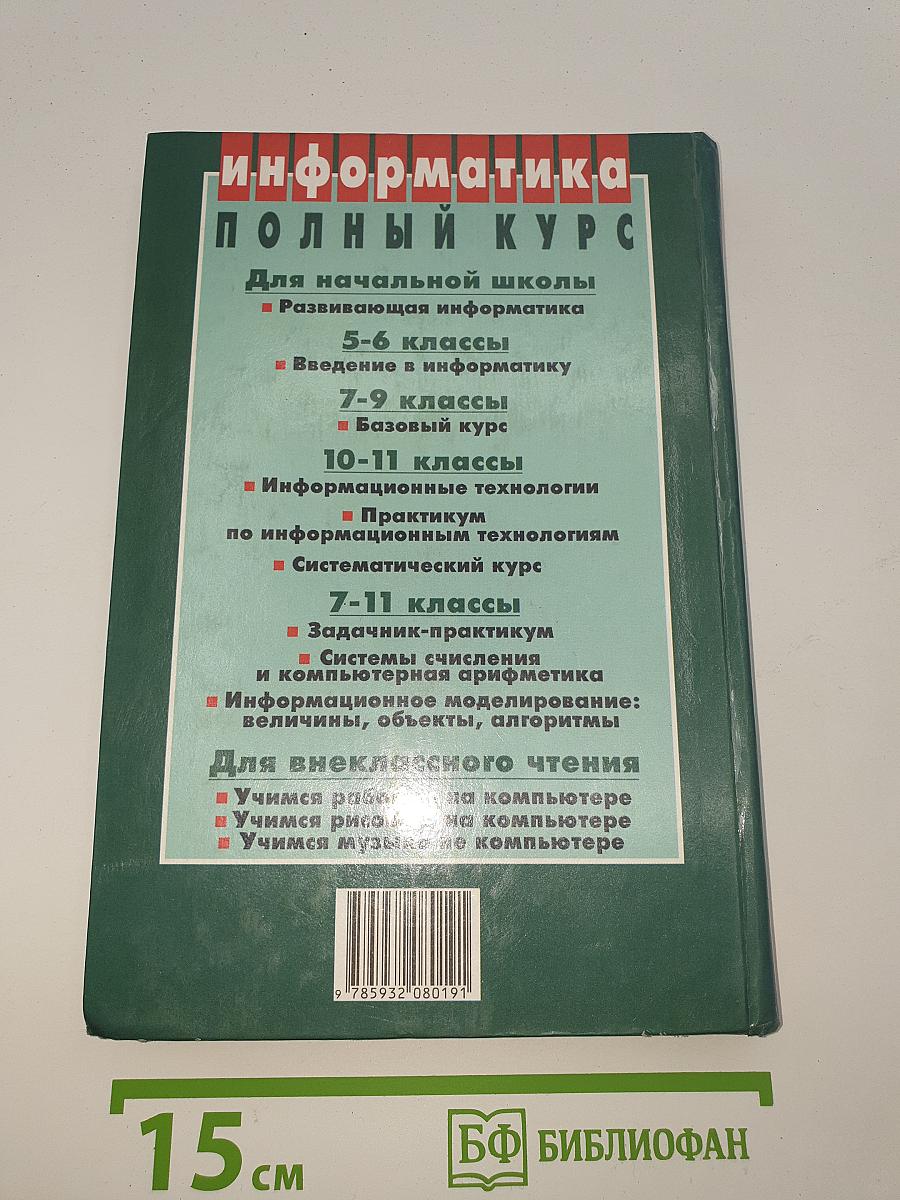 информатика
ПОЛНЫЙ КУРС
Для начальной школы
Развивающая информатика
5-6 классы
Введение в информатику
7-9 классы
Базовый курс
10-11 классы
Информационные технологии
Практикум
по информационным технологиям
Систематический курс
7-11 классы
Задачник-практикум
Системы счисления
и компьютерная арифметика
Информационное моделирование:
величины, объекты, алгоритмы
Для внеклассного чтения
Учимся на компьютере
Учимся на компьютере
Учимся компьютере
9 785932 080191
15 см
БФ БИБЛИОФАН